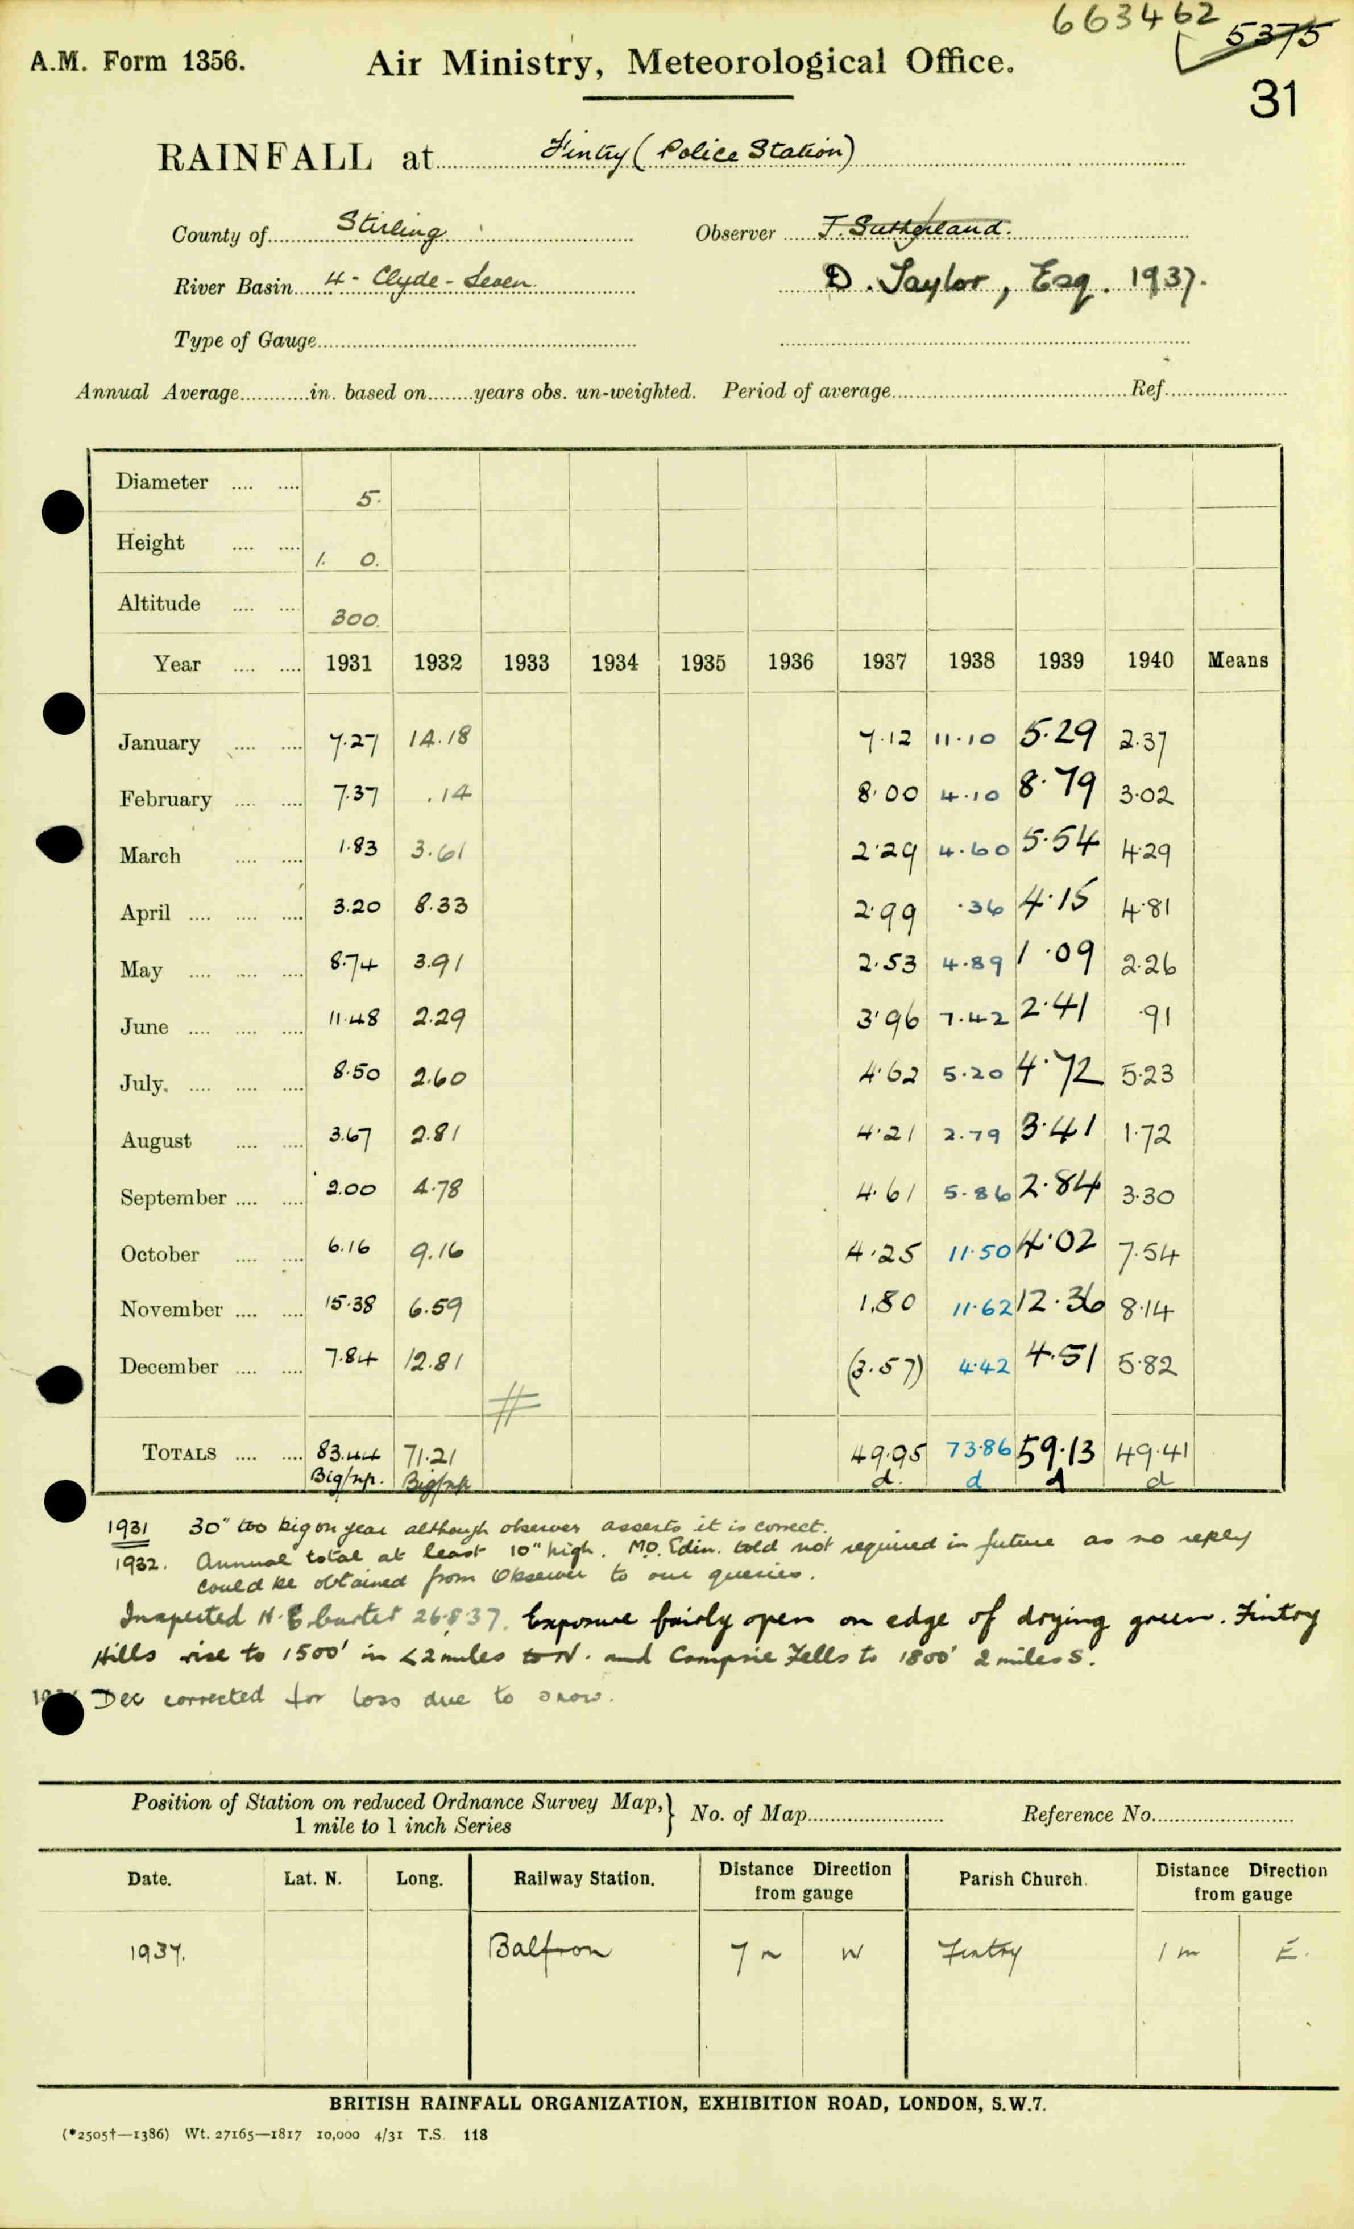 663462
5375
A.M. Form 1356. Air Ministry, Meteorological Office.
31
RAINFALL at Fintry (Police Station)
County of Stirling Observer J. Sutherland.
River Basin 4 - Clyde - Leven D. Taylor, Esq. 1937.
Type of Gauge
Annual Average in. based on years obs. un-weighted. Period of average Ref.
Diameter 5.
Height 1. 0.
Altitude 300.
Year 1931 1932 1933 1934 1935 1936 1937 1938 1939 1940 Means
January 7.27 14.18 7.12 11.10 5.29 2.37
February 7.37 .14 8.00 4.10 8.79 3.02
March 1.83 3.61 2.29 4.60 5.54 4.29
April 3.20 8.33 2.99 .36 4.15 4.81
May 8.74 3.91 2.53 4.89 1.09 2.26
June 11.48 2.29 3.96 7.42 2.41 .91
July. 8.50 2.60 4.62 5.20 4.72 5.23
August 3.67 2.81 4.21 2.79 3.41 1.72
September 2.00 4.78 4.61 5.86 2.84 3.30
October 6.16 9.16 4.25 11.50 4.02 7.54
November 15.38 6.59 1.80 11.62 12.36 8.14
December 7.84 12.81 (3.57) 4.42 4.51 5.82
#
TOTALS 83.44 71.21 49.95 73.86 59.13 49.41
Big/np. Big/np d. d d d
1931 30" too big on year although observer asserts it is correct.
1932. Annual total at least 10" high. M.O. Edin. told not required in future as no reply
could be obtained from Observer to our queries.
Inspected H.E. Carter 26.8.37. Exposure fairly open on edge of drying green. Fintry
Hills rise to 1500' in <2 miles to N. and Campsie Fells to 1800' 2 miles S.
Dec corrected for loss due to snow.
Position of Station on reduced Ordnance Survey Map, } No. of Map Reference No.
1 mile to 1 inch Series
Date. Lat. N. Long. Railway Station. Distance Direction from gauge Parish Church. Distance Direction from gauge
1937. Balfron 7 m W Fintry 1 m E.
BRITISH RAINFALL ORGANIZATION, EXHIBITION ROAD, LONDON, S.W.7.
(*2505†—1386) Wt. 27165—1817 10,000 4/31 T.S. 118